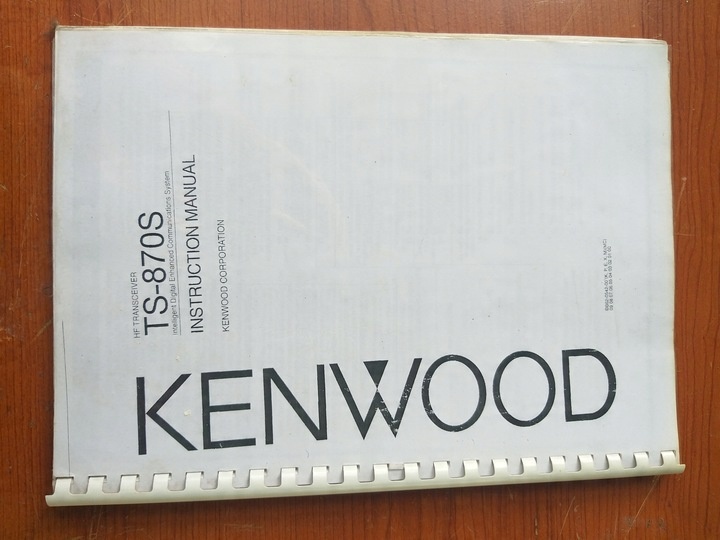 HF TRANSCEIVER
TS-870S
Intelligent Digital Enhanced Communications System
INSTRUCTION MANUAL
KENWOOD CORPORATION
KENWOOD